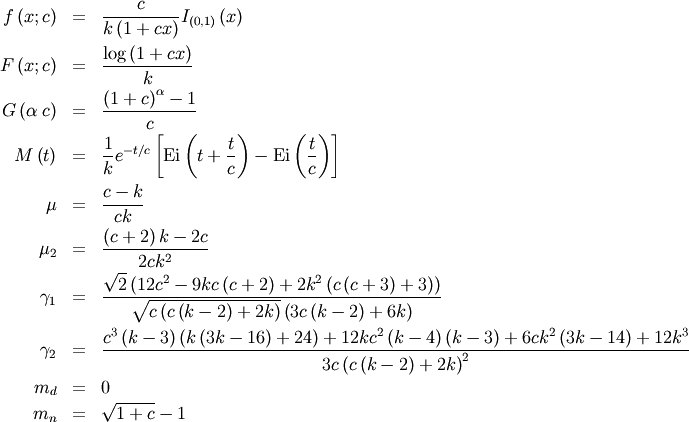 f (x; c) = c / (k (1 + cx)) I_(0,1) (x)
F (x; c) = log (1 + cx) / k
G (α c) = ((1 + c)^α − 1) / c
M (t) = (1/k) e^(−t/c) [Ei (t + t/c) − Ei (t/c)]
μ = (c − k) / (ck)
μ₂ = ((c + 2) k − 2c) / (2ck²)
γ₁ = √2 (12c² − 9kc (c + 2) + 2k² (c (c + 3) + 3)) / (√(c (c (k − 2) + 2k)) (3c (k − 2) + 6k))
γ₂ = (c³ (k − 3) (k (3k − 16) + 24) + 12kc² (k − 4) (k − 3) + 6ck² (3k − 14) + 12k³) / (3c (c (k − 2) + 2k)²)
m_d = 0
m_n = √(1 + c) − 1